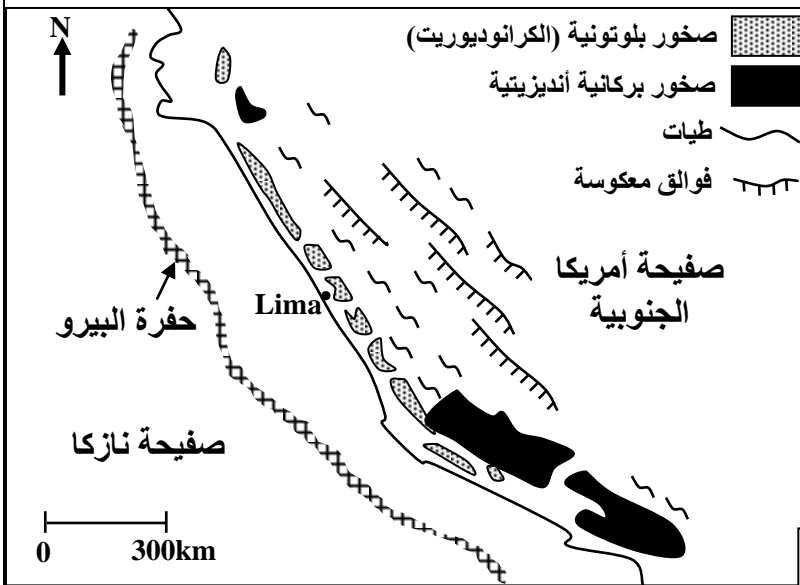 N
صخور بلوتونية (الكرانوديوريت)
صخور بركانية أنديزيتية
طيات
فوالق معكوسة
صفيحة أمريكا
الجنوبية
Lima
حفرة البيرو
صفيحة نازكا
0 300km